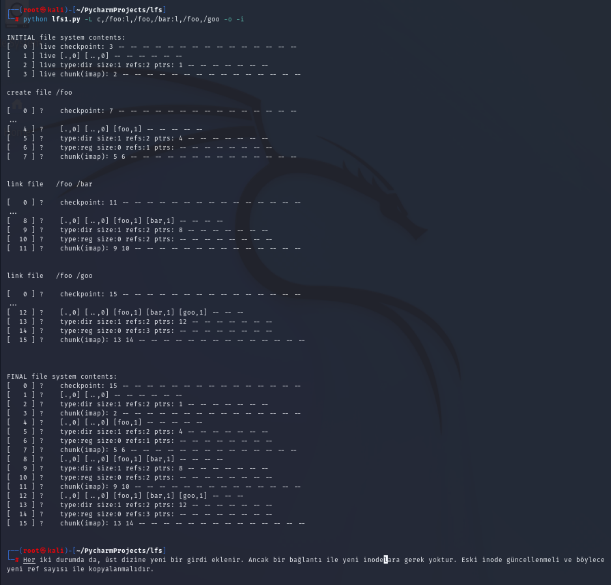 ┌──(root㉿kali)-[~/PycharmProjects/lfs]
└─# python lfs1.py -L c,/foo:l,/foo,/bar:l,/foo,/goo -o -i
INITIAL file system contents:
[   0 ] live checkpoint: 3 -- -- -- -- -- -- -- -- -- -- -- -- -- -- --
[   1 ] live [.,0] [..,0] -- -- -- -- -- --
[   2 ] live type:dir size:1 refs:2 ptrs: 1 -- -- -- -- -- -- --
[   3 ] live chunk(imap): 2 -- -- -- -- -- -- -- -- -- -- -- -- -- -- --
create file /foo
[   0 ] ?    checkpoint: 7 -- -- -- -- -- -- -- -- -- -- -- -- -- -- --
...
[   4 ] ?    [.,0] [..,0] [foo,1] -- -- -- -- --
[   5 ] ?    type:dir size:1 refs:2 ptrs: 4 -- -- -- -- -- -- --
[   6 ] ?    type:reg size:0 refs:1 ptrs: -- -- -- -- -- -- -- --
[   7 ] ?    chunk(imap): 5 6 -- -- -- -- -- -- -- -- -- -- -- -- -- --
link file   /foo /bar
[   0 ] ?    checkpoint: 11 -- -- -- -- -- -- -- -- -- -- -- -- -- -- --
...
[   8 ] ?    [.,0] [..,0] [foo,1] [bar,1] -- -- -- --
[   9 ] ?    type:dir size:1 refs:2 ptrs: 8 -- -- -- -- -- -- --
[  10 ] ?    type:reg size:0 refs:2 ptrs: -- -- -- -- -- -- -- --
[  11 ] ?    chunk(imap): 9 10 -- -- -- -- -- -- -- -- -- -- -- -- -- --
link file   /foo /goo
[   0 ] ?    checkpoint: 15 -- -- -- -- -- -- -- -- -- -- -- -- -- -- --
...
[  12 ] ?    [.,0] [..,0] [foo,1] [bar,1] [goo,1] -- -- --
[  13 ] ?    type:dir size:1 refs:2 ptrs: 12 -- -- -- -- -- -- --
[  14 ] ?    type:reg size:0 refs:3 ptrs: -- -- -- -- -- -- -- --
[  15 ] ?    chunk(imap): 13 14 -- -- -- -- -- -- -- -- -- -- -- -- -- --
FINAL file system contents:
[   0 ] ?    checkpoint: 15 -- -- -- -- -- -- -- -- -- -- -- -- -- -- --
[   1 ] ?    [.,0] [..,0] -- -- -- -- -- --
[   2 ] ?    type:dir size:1 refs:2 ptrs: 1 -- -- -- -- -- -- --
[   3 ] ?    chunk(imap): 2 -- -- -- -- -- -- -- -- -- -- -- -- -- -- --
[   4 ] ?    [.,0] [..,0] [foo,1] -- -- -- -- --
[   5 ] ?    type:dir size:1 refs:2 ptrs: 4 -- -- -- -- -- -- --
[   6 ] ?    type:reg size:0 refs:1 ptrs: -- -- -- -- -- -- -- --
[   7 ] ?    chunk(imap): 5 6 -- -- -- -- -- -- -- -- -- -- -- -- -- --
[   8 ] ?    [.,0] [..,0] [foo,1] [bar,1] -- -- -- --
[   9 ] ?    type:dir size:1 refs:2 ptrs: 8 -- -- -- -- -- -- --
[  10 ] ?    type:reg size:0 refs:2 ptrs: -- -- -- -- -- -- -- --
[  11 ] ?    chunk(imap): 9 10 -- -- -- -- -- -- -- -- -- -- -- -- -- --
[  12 ] ?    [.,0] [..,0] [foo,1] [bar,1] [goo,1] -- -- --
[  13 ] ?    type:dir size:1 refs:2 ptrs: 12 -- -- -- -- -- -- --
[  14 ] ?    type:reg size:0 refs:3 ptrs: -- -- -- -- -- -- -- --
[  15 ] ?    chunk(imap): 13 14 -- -- -- -- -- -- -- -- -- -- -- -- -- --
┌──(root㉿kali)-[~/PycharmProjects/lfs]
└─# Her iki durumda da, üst dizine yeni bir girdi eklenir. Ancak bir bağlantı ile yeni inodelara gerek yoktur. Eski inode güncellenmeli ve böylece
yeni ref sayısı ile kopyalanmalıdır.